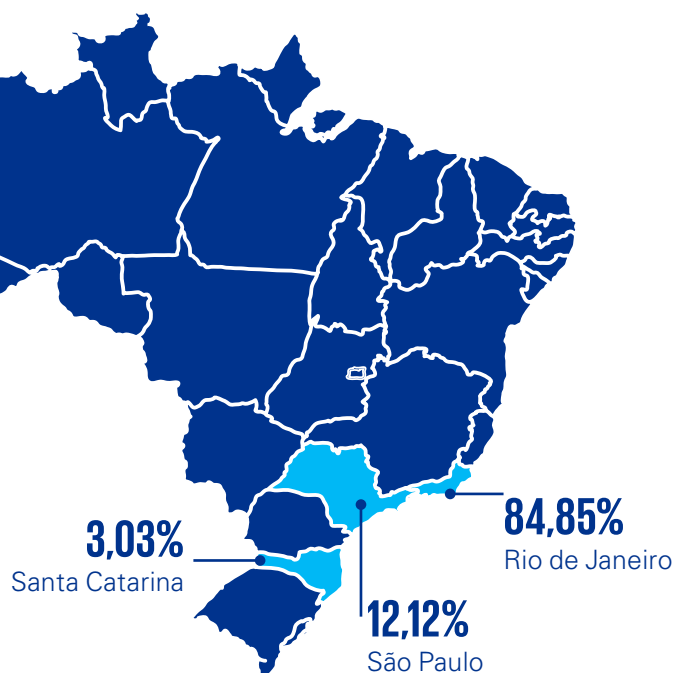 84,85%
Rio de Janeiro
3,03%
Santa Catarina
12,12%
São Paulo